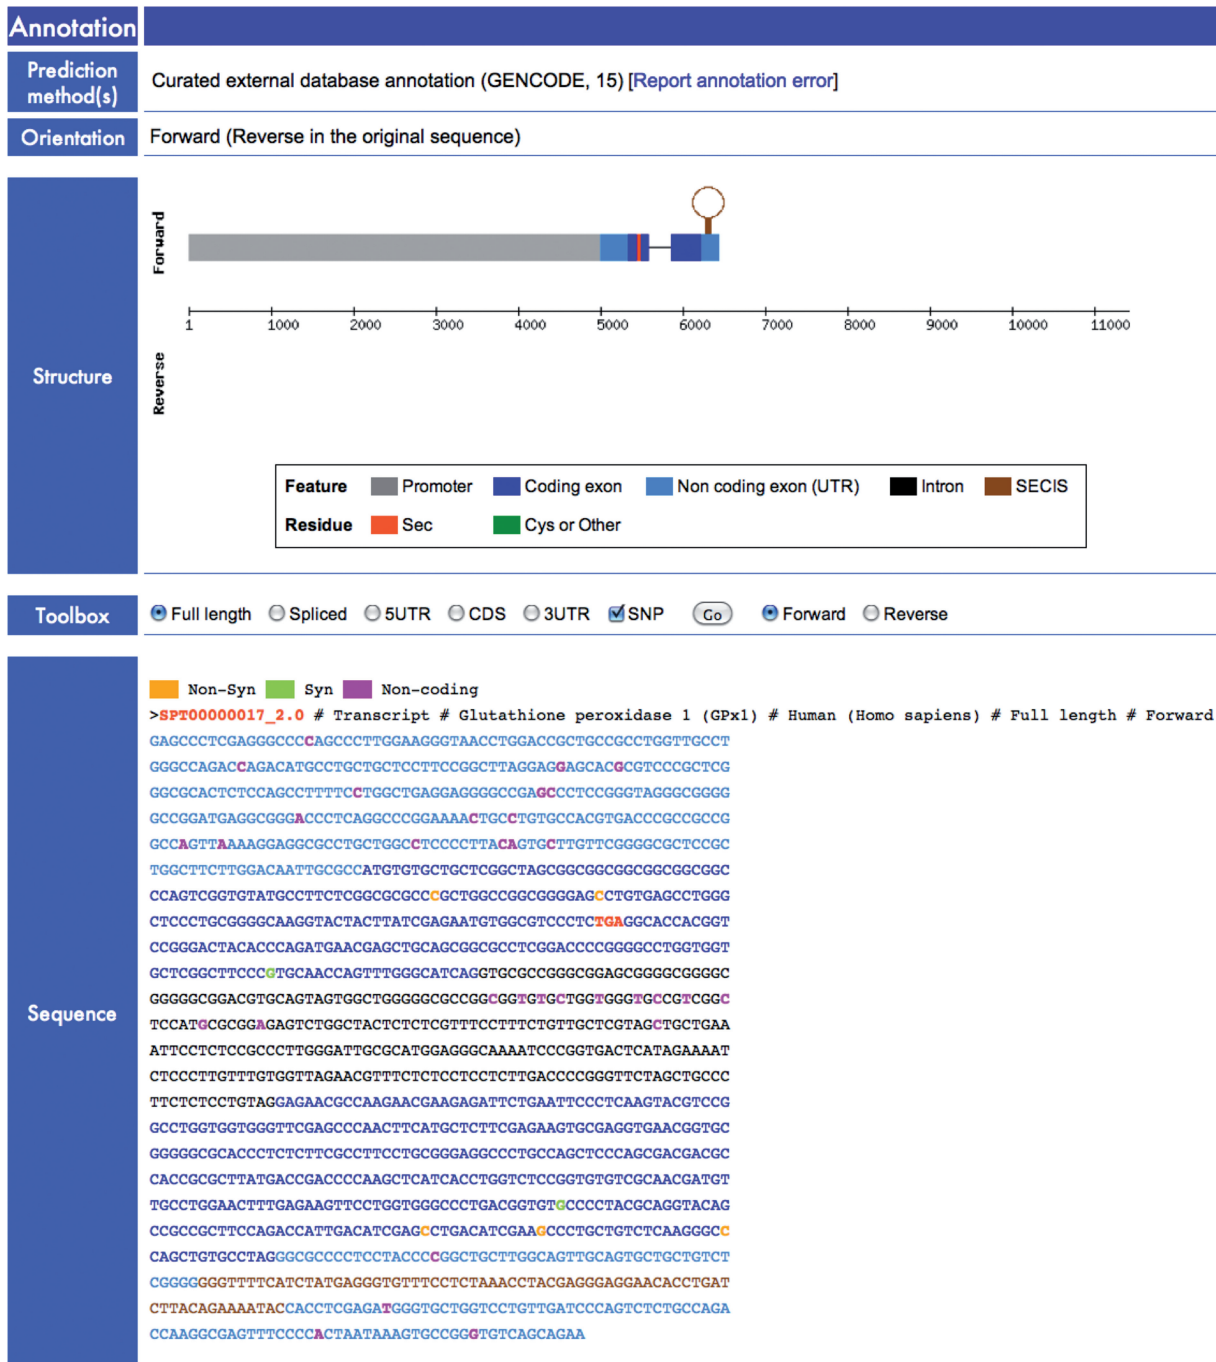 Annotation
Prediction method(s)
Curated external database annotation (GENCODE, 15) [Report annotation error]
Orientation
Forward (Reverse in the original sequence)
Structure
Forward
1 1000 2000 3000 4000 5000 6000 7000 8000 9000 10000 11000
Reverse
Feature Promoter Coding exon Non coding exon (UTR) Intron SECIS
Residue Sec Cys or Other
Toolbox
Full length Spliced 5UTR CDS 3UTR SNP Go Forward Reverse
Sequence
Non-Syn Syn Non-coding
>SPT00000017_2.0 # Transcript # Glutathione peroxidase 1 (GPx1) # Human (Homo sapiens) # Full length # Forward
GAGCCCTCGAGGGCCCCAGCCCTTGGAAGGGTAACCTGGACCGCTGCCGCCTGGTTGCCT
GGGCCAGACCAGACATGCCTGCTGCTCCTTCCGGCTTAGGAGGAGCACGCGTCCCGCTCG
GGCGCACTCTCCAGCCTTTTCCTGGCTGAGGAGGGGCCGAGCCCTCCGGGTAGGGCGGGG
GCCGGATGAGGCGGGACCCTCAGGCCCGGAAAACTGCCTGTGCCACGTGACCCGCCGCCG
GCCAGTTAAAAGGAGGCGCCTGCTGGCCTCCCCTTACAGTGCTTGTTCGGGGCGCTCCGC
TGGCTTCTTGGACAATTGCGCCATGTGTGCTGCTCGGCTAGCGGCGGCGGCGGCGGCGGC
CCAGTCGGTGTATGCCTTCTCGGCGCGCCCGCTGGCCGGCGGGGAGCCTGTGAGCCTGGG
CTCCCTGCGGGGCAAGGTACTACTTATCGAGAATGTGGCGTCCCTCTGAGGCACCACGGT
CCGGGACTACACCCAGATGAACGAGCTGCAGCGGCGCCTCGGACCCCGGGGCCTGGTGGT
GCTCGGCTTCCCGTGCAACCAGTTTGGGCATCAGGTGCGCCGGGCGGAGCGGGGCGGGGC
GGGGGCGGACGTGCAGTAGTGGCTGGGGGCGCCGGCGGTGTGCTGGTGGGTGCCGTCGGC
TCCATGCGCGGAGAGTCTGGCTACTCTCTCGTTTCCTTTCTGTTGCTCGTAGCTGCTGAA
ATTCCTCTCCGCCCTTGGGATTGCGCATGGAGGGCAAAATCCCGGTGACTCATAGAAAAT
CTCCCTTGTTTGTGGTTAGAACGTTTCTCTCCTCCTCTTGACCCCGGGTTCTAGCTGCCC
TTCTCTCCTGTAGGAGAACGCCAAGAACGAAGAGATTCTGAATTCCCTCAAGTACGTCCG
GCCTGGTGGTGGGTTCGAGCCCAACTTCATGCTCTTCGAGAAGTGCGAGGTGAACGGTGC
GGGGGCGCACCCTCTCTTCGCCTTCCTGCGGGAGGCCCTGCCAGCTCCCAGCGACGACGC
CACCGCGCTTATGACCGACCCCAAGCTCATCACCTGGTCTCCGGTGTGTCGCAACGATGT
TGCCTGGAACTTTGAGAAGTTCCTGGTGGGCCCTGACGGTGTGCCCCTACGCAGGTACAG
CCGCCGCTTCCAGACCATTGACATCGAGCCTGACATCGAAGCCCTGCTGTCTCAAGGGCC
CAGCTGTGCCTAGGGCGCCCCTCCTACCCCGGCTGCTTGGCAGTTGCAGTGCTGCTGTCT
CGGGGGGGTTTTCATCTATGAGGGTGTTTCCTCTAAACCTACGAGGGAGGAACACCTGAT
CTTACAGAAAATACCACCTCGAGATGGGTGCTGGTCCTGTTGATCCCAGTCTCTGCCAGA
CCAAGGCGAGTTTCCCCACTAATAAAGTGCCGGGTGTCAGCAGAA